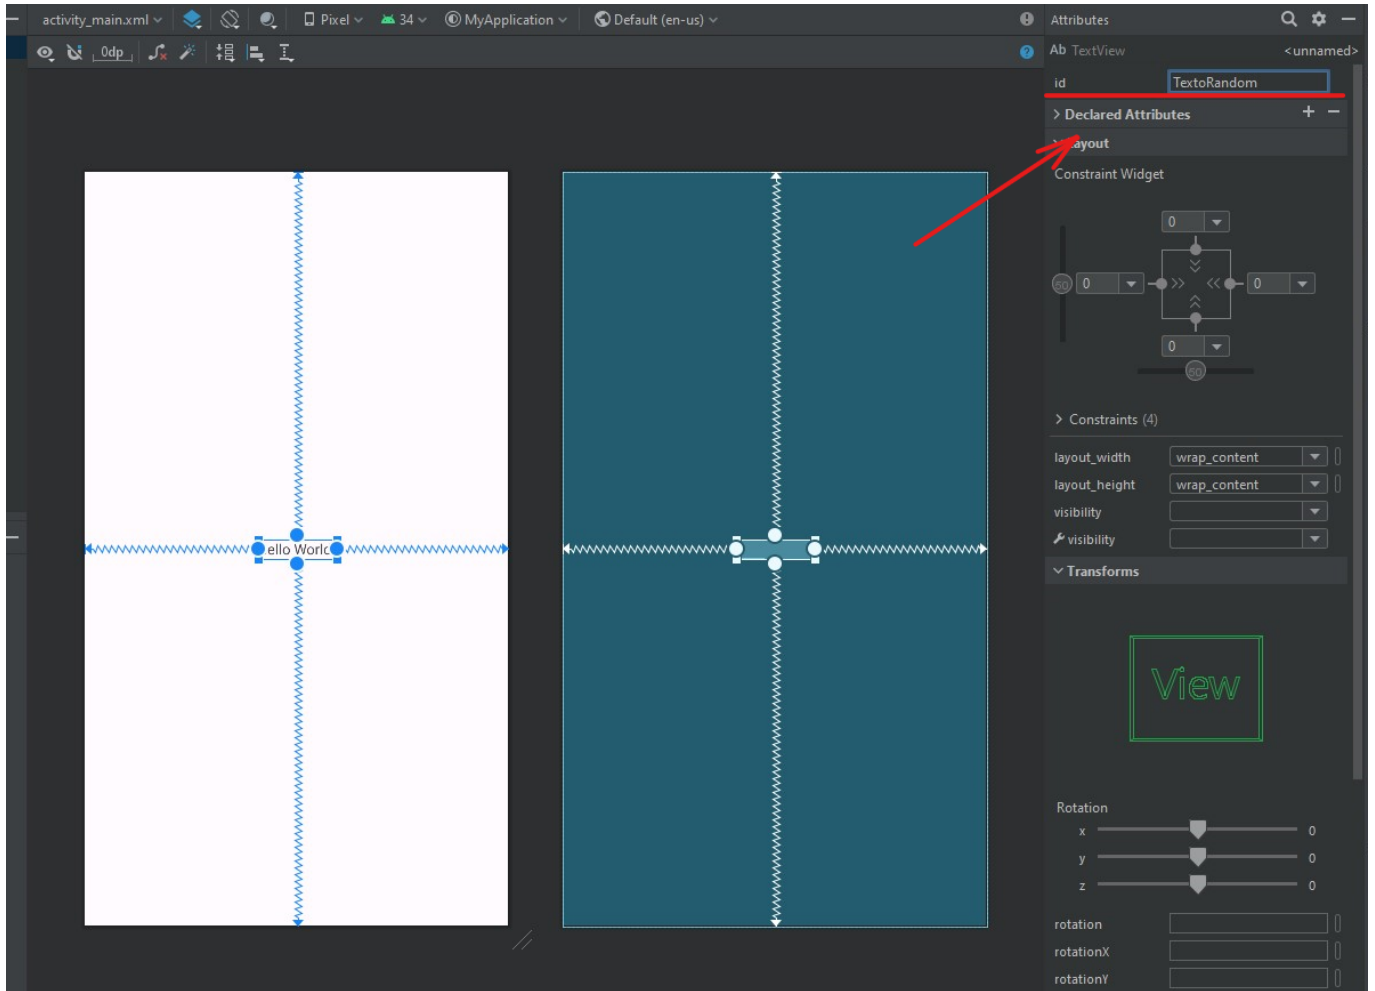 activity_main.xml Pixel 34 MyApplication Default (en-us) Attributes
0dp Ab TextView <unnamed>
id TextoRandom
Declared Attributes
Layout
Constraint Widget
0
50 0 0
0
50
Constraints (4)
layout_width wrap_content
layout_height wrap_content
visibility
visibility
Transforms
ello World
View
Rotation
x 0
y 0
z 0
rotation
rotationX
rotationY